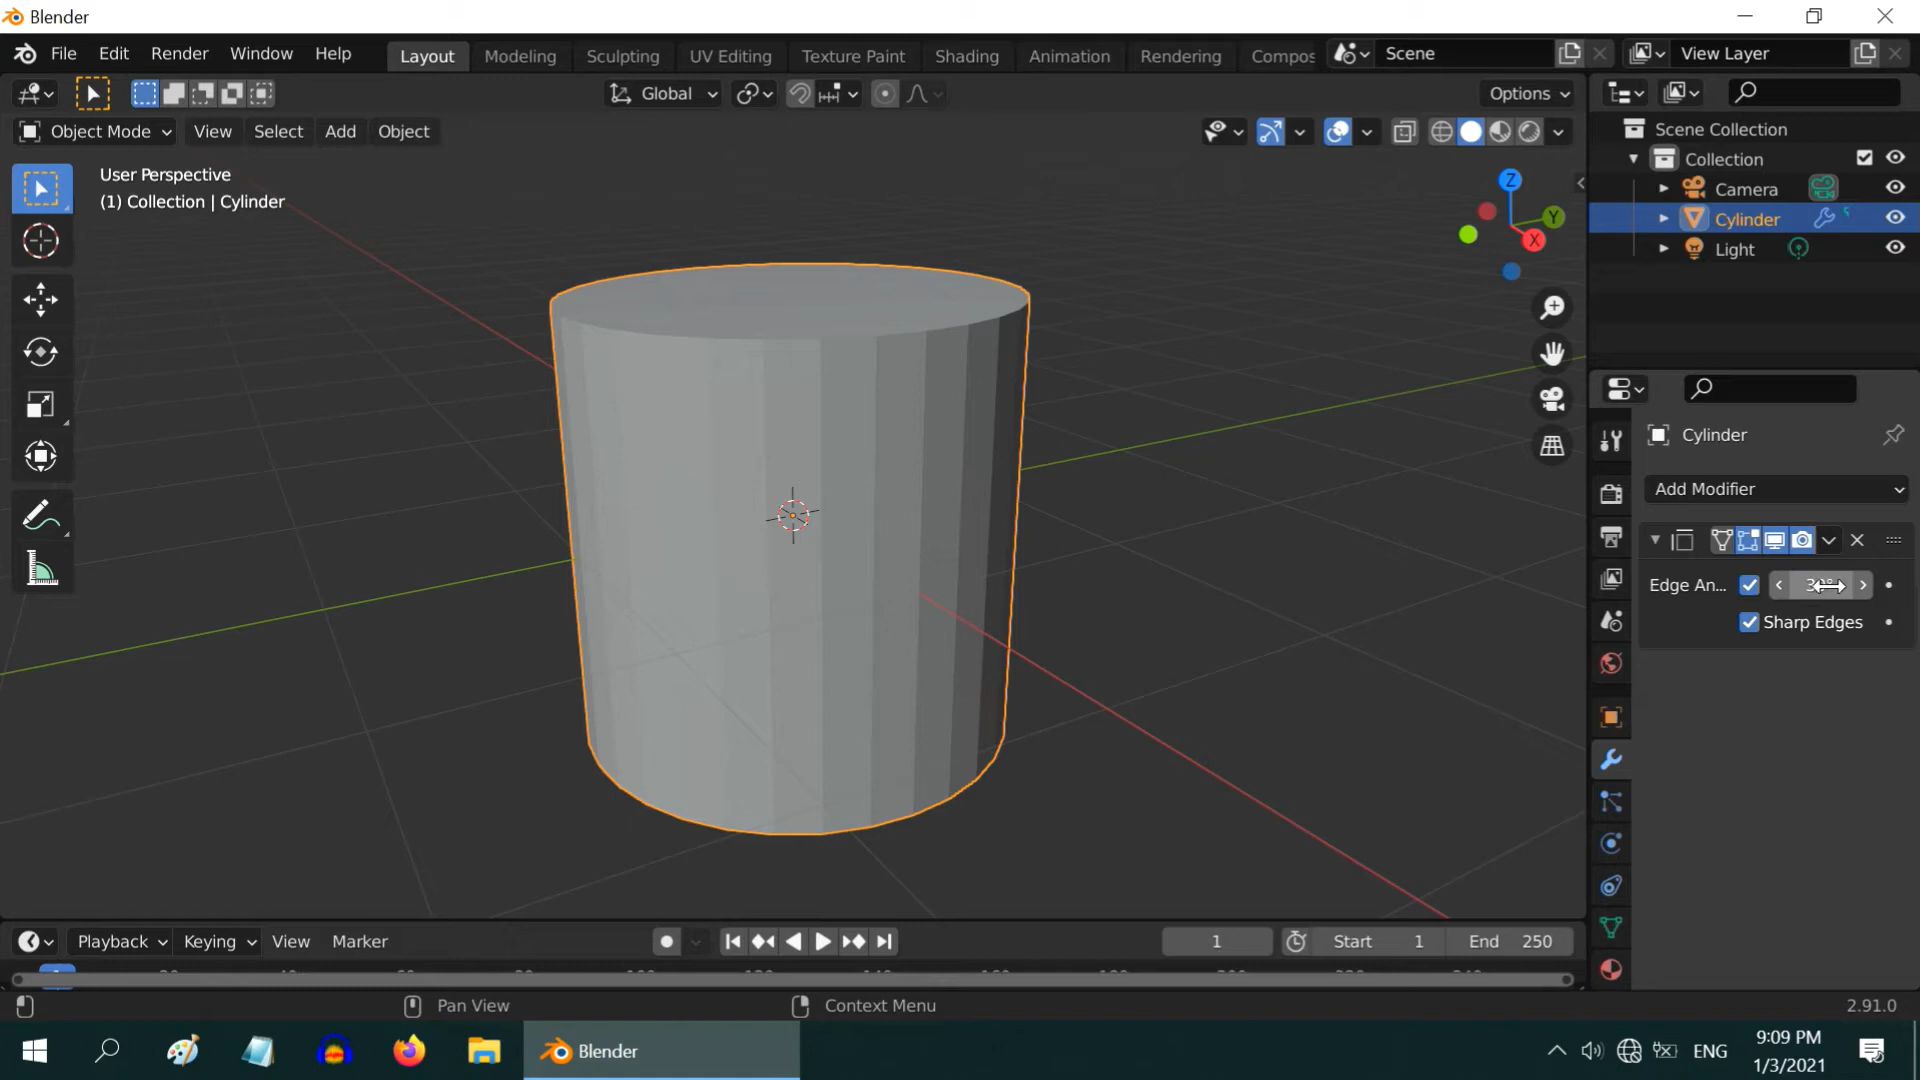 Blender
File Edit Render Window Help Layout Modeling Sculpting UV Editing Texture Paint Shading Animation Rendering Compos Scene View Layer
Global Options
Object Mode View Select Add Object
User Perspective
(1) Collection | Cylinder
Z
Y
X
Scene Collection
Collection
Camera
Cylinder
Light
Cylinder
Add Modifier
Edge An...
Sharp Edges
Playback Keying View Marker 1 Start 1 End 250
Pan View Context Menu 2.91.0
Blender ENG 9:09 PM
1/3/2021